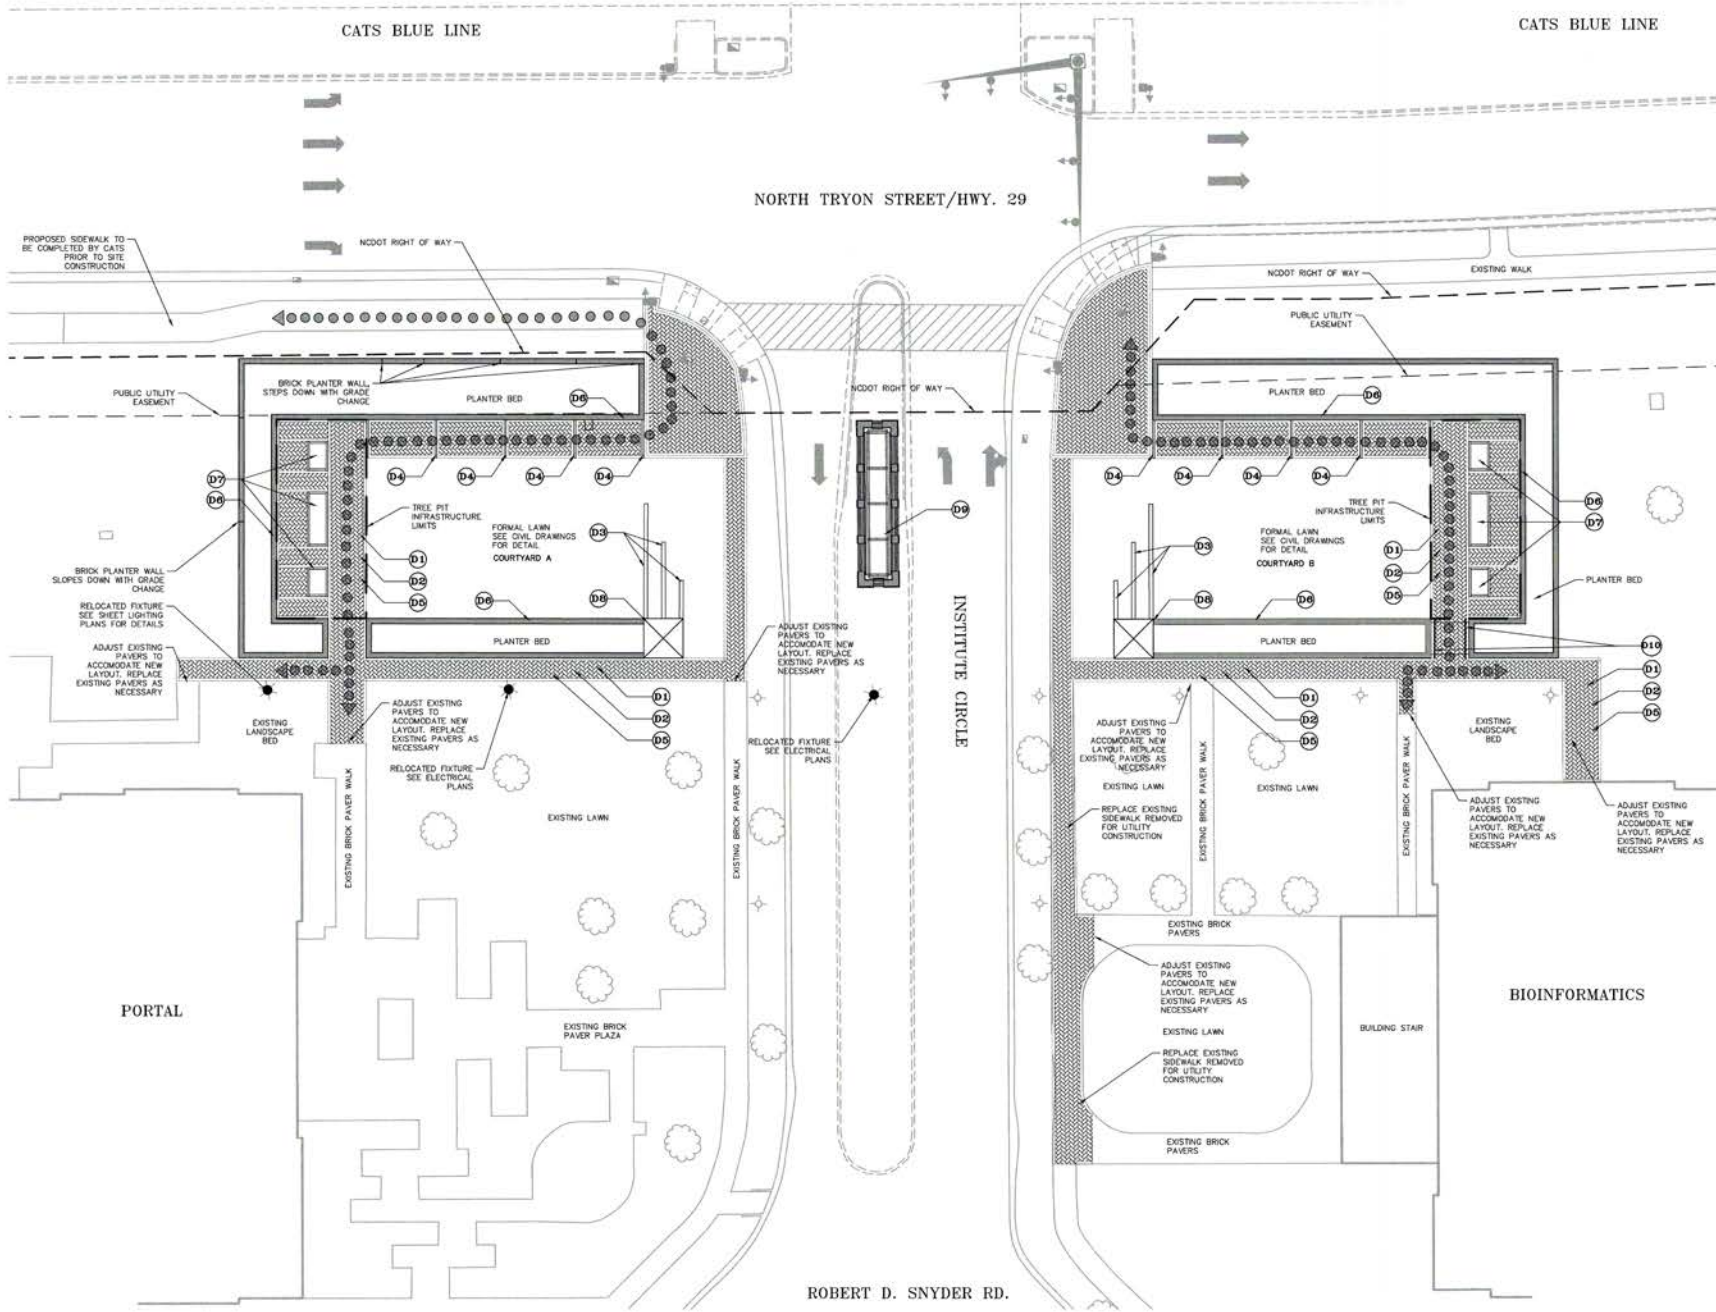 CATS BLUE LINE
CATS BLUE LINE
NORTH TRYON STREET/HWY. 29
PROPOSED SIDEWALK TO
BE COMPLETED BY CATS
PRIOR TO SITE
CONSTRUCTION
NCDOT RIGHT OF WAY
NCDOT RIGHT OF WAY
EXISTING WALK
PUBLIC UTILITY
EASEMENT
BRICK PLANTER WALL,
STEPS DOWN WITH GRADE
CHANGE
PUBLIC UTILITY
EASEMENT
PLANTER BED
D6
NCDOT RIGHT OF WAY
PLANTER BED
D6
D7
D6
D4
D4
D4
D4
D4
D4
D4
D4
D6
D7
TREE PIT
INFRASTRUCTURE
LIMITS
FORMAL LAWN
SEE CIVIL DRAWINGS
FOR DETAIL
COURTYARD A
D3
D9
D3
FORMAL LAWN
SEE CIVIL DRAWINGS
FOR DETAIL
COURTYARD B
TREE PIT
INFRASTRUCTURE
LIMITS
D1
D2
D5
D1
D2
D5
BRICK PLANTER WALL
SLOPES DOWN WITH GRADE
CHANGE
PLANTER BED
RELOCATED FIXTURE
SEE SHEET LIGHTING
PLANS FOR DETAILS
D6
D8
D8
D6
ADJUST EXISTING
PAVERS TO
ACCOMODATE NEW
LAYOUT. REPLACE
EXISTING PAVERS AS
NECESSARY
PLANTER BED
ADJUST EXISTING
PAVERS TO
ACCOMODATE NEW
LAYOUT. REPLACE
EXISTING PAVERS AS
NECESSARY
INSTITUTE CIRCLE
PLANTER BED
D10
D1
D2
D5
D1
D2
D5
D1
D2
D5
EXISTING
LANDSCAPE
BED
ADJUST EXISTING
PAVERS TO
ACCOMODATE NEW
LAYOUT. REPLACE
EXISTING PAVERS AS
NECESSARY
RELOCATED FIXTURE
SEE ELECTRICAL
PLANS
RELOCATED FIXTURE
SEE ELECTRICAL
PLANS
ADJUST EXISTING
PAVERS TO
ACCOMODATE NEW
LAYOUT. REPLACE
EXISTING PAVERS AS
NECESSARY
EXISTING
LANDSCAPE
BED
EXISTING BRICK PAVER WALK
EXISTING LAWN
EXISTING BRICK PAVER WALK
EXISTING LAWN
EXISTING BRICK PAVER WALK
EXISTING LAWN
EXISTING BRICK PAVER WALK
REPLACE EXISTING
SIDEWALK REMOVED
FOR UTILITY
CONSTRUCTION
ADJUST EXISTING
PAVERS TO
ACCOMODATE NEW
LAYOUT. REPLACE
EXISTING PAVERS AS
NECESSARY
ADJUST EXISTING
PAVERS TO
ACCOMODATE NEW
LAYOUT. REPLACE
EXISTING PAVERS AS
NECESSARY
EXISTING BRICK
PAVERS
ADJUST EXISTING
PAVERS TO
ACCOMODATE NEW
LAYOUT. REPLACE
EXISTING PAVERS AS
NECESSARY
PORTAL
EXISTING BRICK
PAVER PLAZA
EXISTING LAWN
BUILDING STAIR
BIOINFORMATICS
REPLACE EXISTING
SIDEWALK REMOVED
FOR UTILITY
CONSTRUCTION
EXISTING BRICK
PAVERS
ROBERT D. SNYDER RD.